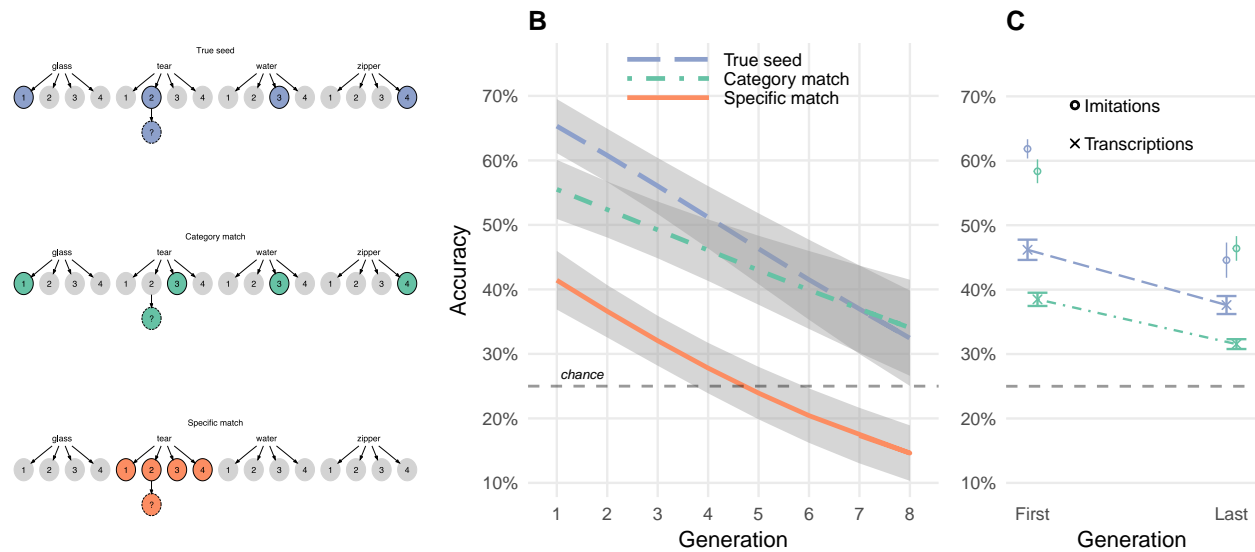 True seed
glass tear water zipper
1 2 3 4 1 2 3 4 1 2 3 4 1 2 3 4
?
Category match
glass tear water zipper
1 2 3 4 1 2 3 4 1 2 3 4 1 2 3 4
?
Specific match
glass tear water zipper
1 2 3 4 1 2 3 4 1 2 3 4 1 2 3 4
?
B
True seed
Category match
Specific match
Accuracy
70%
60%
50%
40%
30%
20%
10%
chance
1 2 3 4 5 6 7 8
Generation
C
Imitations
Transcriptions
70%
60%
50%
40%
30%
20%
10%
First Last
Generation